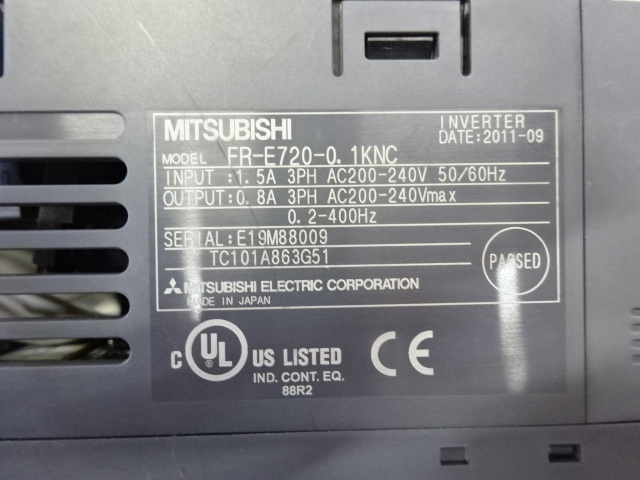 MITSUBISHI INVERTER
DATE:2011-09
MODEL FR-E720-0.1KNC
INPUT :1.5A 3PH AC200-240V 50/60Hz
OUTPUT:0.8A 3PH AC200-240Vmax
0.2-400Hz
SERIAL:E19M88009
TC101A863G51
PASSED
MITSUBISHI ELECTRIC CORPORATION
MADE IN JAPAN
C UL ® US LISTED CE
IND. CONT. EQ.
88R2